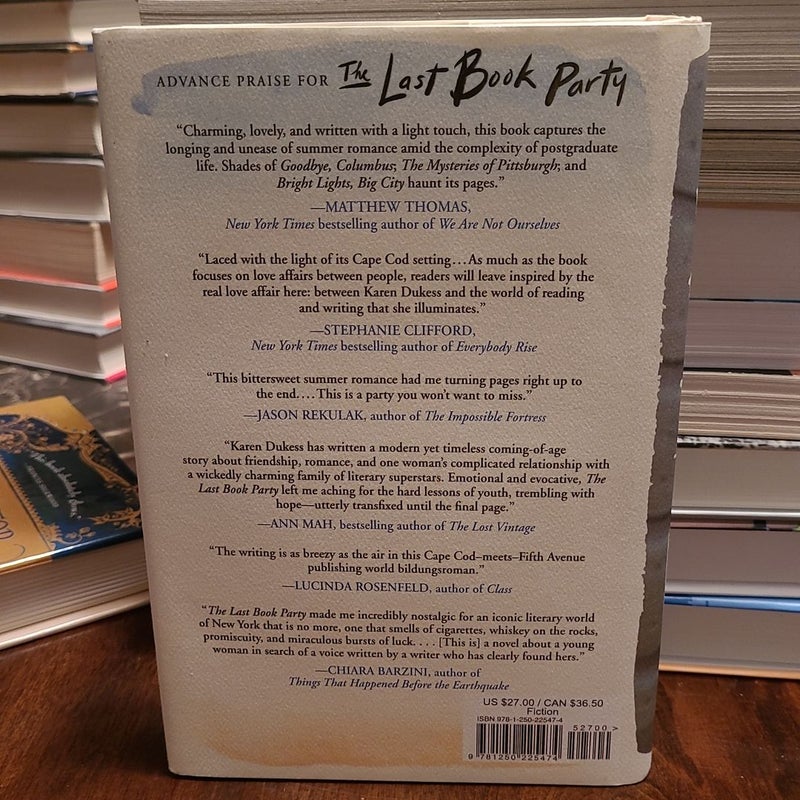 ADVANCE PRAISE FOR The Last Book Party
“Charming, lovely, and written with a light touch, this book captures the
longing and unease of summer romance amid the complexity of postgraduate
life. Shades of Goodbye, Columbus; The Mysteries of Pittsburgh; and
Bright Lights, Big City haunt its pages.”
—MATTHEW THOMAS,
New York Times bestselling author of We Are Not Ourselves
“Laced with the light of its Cape Cod setting…As much as the book
focuses on love affairs between people, readers will leave inspired by the
real love affair here: between Karen Dukess and the world of reading
and writing that she illuminates.”
—STEPHANIE CLIFFORD,
New York Times bestselling author of Everybody Rise
“This bittersweet summer romance had me turning pages right up to
the end.…This is a party you won’t want to miss.”
—JASON REKULAK, author of The Impossible Fortress
“Karen Dukess has written a modern yet timeless coming-of-age
story about friendship, romance, and one woman’s complicated relationship with
a wickedly charming family of literary superstars. Emotional and evocative, The
Last Book Party left me aching for the hard lessons of youth, trembling with
hope—utterly transfixed until the final page.”
—ANN MAH, bestselling author of The Lost Vintage
“The writing is as breezy as the air in this Cape Cod–meets–Fifth Avenue
publishing world bildungsroman.”
—LUCINDA ROSENFELD, author of Class
“The Last Book Party made me incredibly nostalgic for an iconic literary world
of New York that is no more, one that smells of cigarettes, whiskey on the rocks,
promiscuity, and miraculous bursts of luck. . . . [This is] a novel about a young
woman in search of a voice written by a writer who has clearly found hers.”
—CHIARA BARZINI, author of
Things That Happened Before the Earthquake
US $27.00 / CAN $36.50
Fiction
ISBN 978-1-250-22547-4
52700 >
9 781250 225474